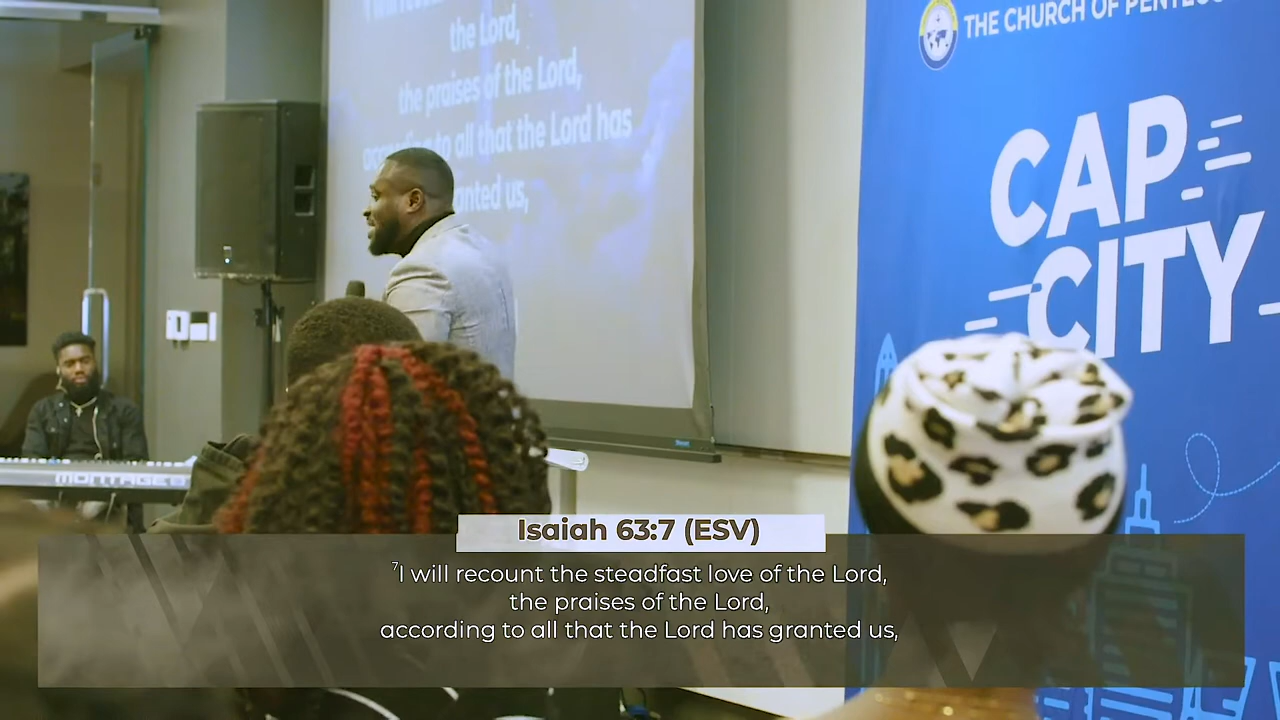 the Lord,
the praises of the Lord,
to all that the Lord has
us,
THE CHURCH OF
CAP
CITY
MONTAGE
Isaiah 63:7 (ESV)
7I will recount the steadfast love of the Lord,
the praises of the Lord,
according to all that the Lord has granted us,